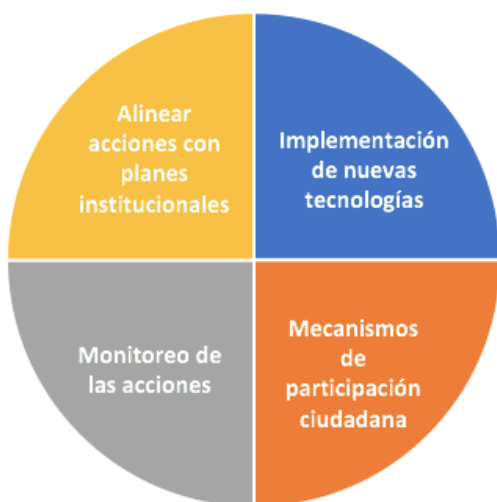 Alinear
acciones con
planes
institucionales
Implementación
de nuevas
tecnologías
Monitoreo de
las acciones
Mecanismos
de
participación
ciudadana